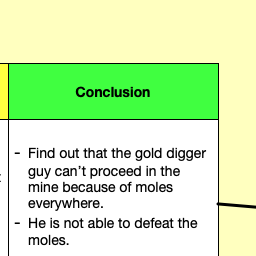 Conclusion
- Find out that the gold digger
guy can’t proceed in the
mine because of moles
everywhere.
- He is not able to defeat the
moles.